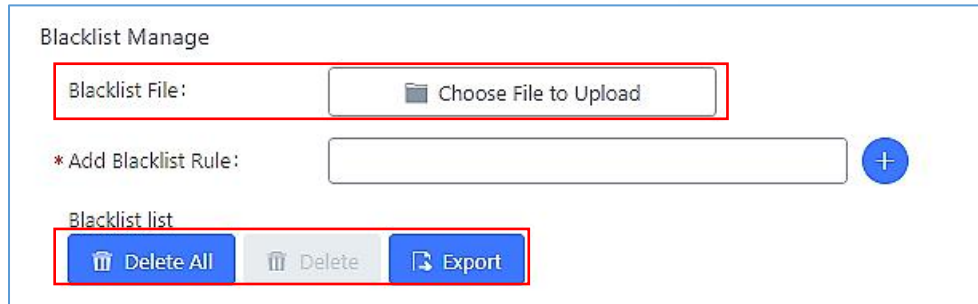 Blacklist Manage
Blacklist File: Choose File to Upload
* Add Blacklist Rule:
Blacklist list
Delete All Delete Export